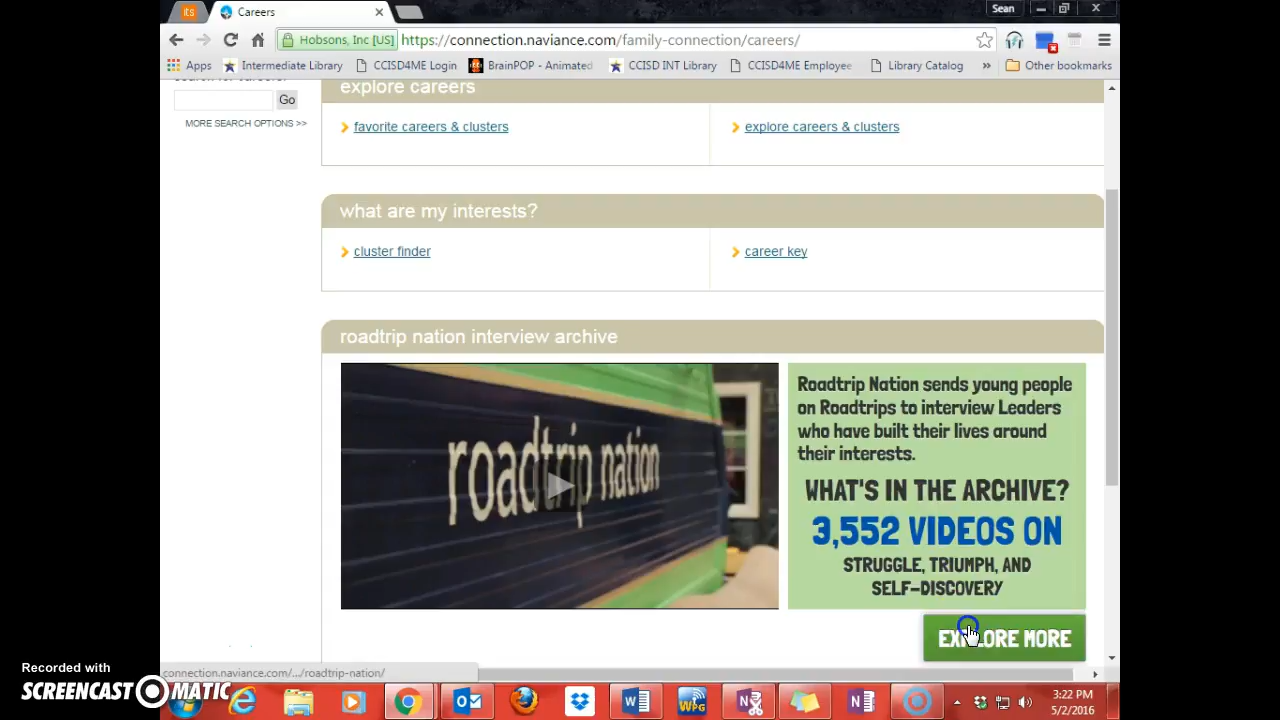 its
Careers
Sean
Hobsons, Inc [US]
https://connection.naviance.com/family-connection/careers/
Apps
Intermediate Library
CCISD4ME Login
BrainPOP - Animated
CCISD INT Library
CCISD4ME Employee
Library Catalog
»
Other bookmarks
Go
MORE SEARCH OPTIONS >>
explore careers
favorite careers & clusters
explore careers & clusters
what are my interests?
cluster finder
career key
roadtrip nation interview archive
roadtrip nation
Roadtrip Nation sends young people
on Roadtrips to interview Leaders
who have built their lives around
their interests.
WHAT'S IN THE ARCHIVE?
3,552 VIDEOS ON
STRUGGLE, TRIUMPH, AND
SELF-DISCOVERY
EXPLORE MORE
connection.naviance.com/.../roadtrip-nation/
Recorded with
SCREENCAST O MATIC
3:22 PM
5/2/2016